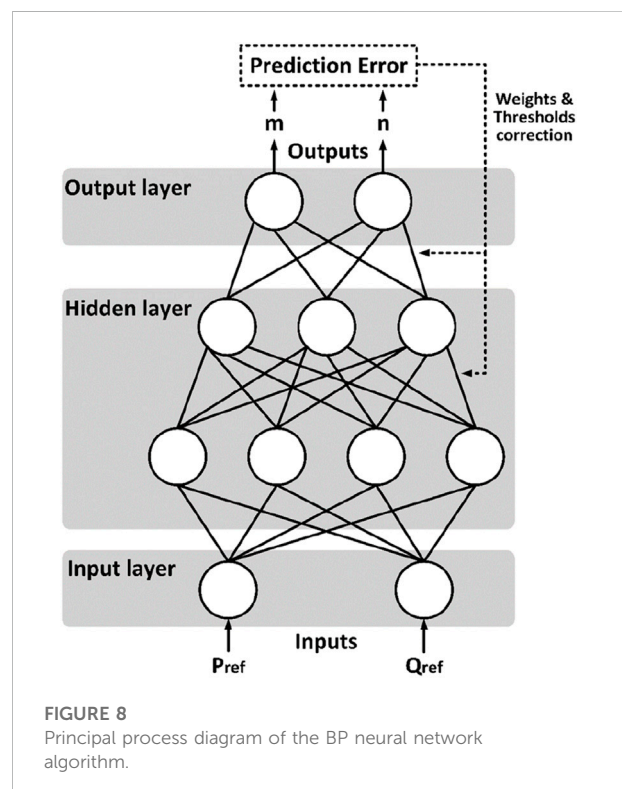 Prediction Error
Weights &
Thresholds
correction
m n
Outputs
Output layer
Hidden layer
Input layer
Inputs
Pref Qref
FIGURE 8
Principal process diagram of the BP neural network
algorithm.